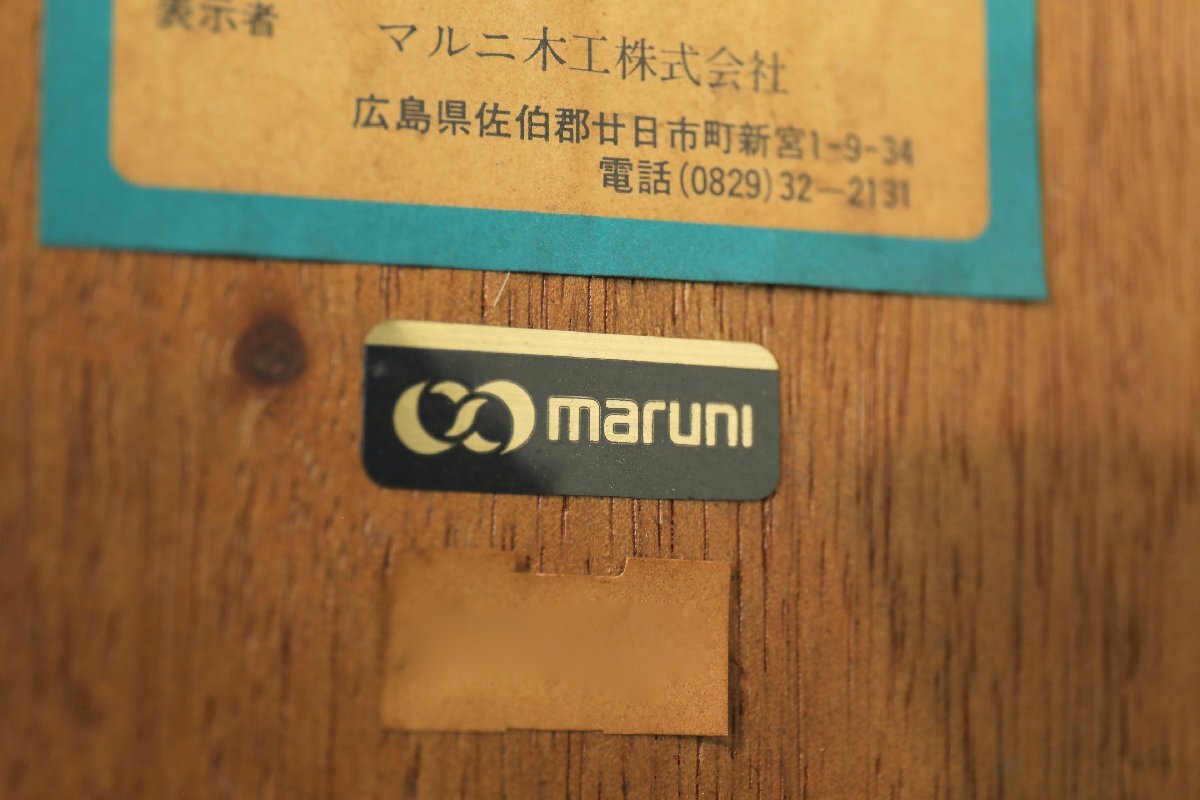 表示者
マルニ木工株式会社
広島県佐伯郡廿日市町新宮1-9-34
電話(0829)32-2131
maruni